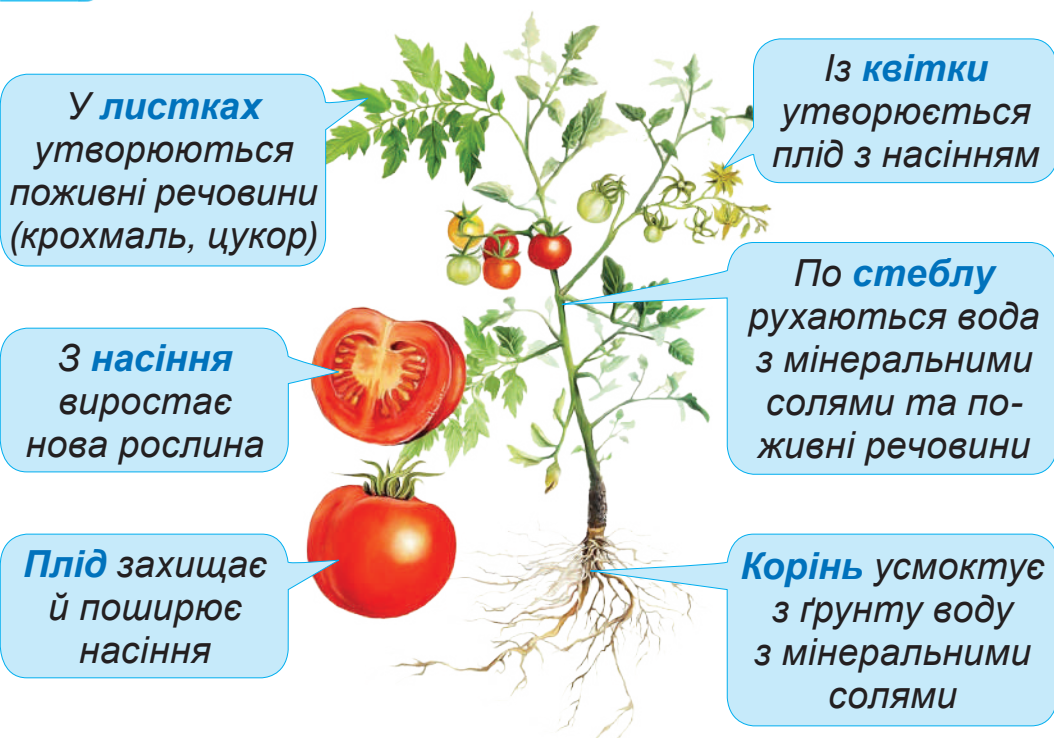 У листках
утворюються
поживні речовини
(крохмаль, цукор)
З насіння
виростає
нова рослина
Плід захищає
й поширює
насіння
Із квітки
утворюється
плід з насінням
По стеблу
рухаються вода
з мінеральними
солями та по-
живні речовини
Корінь усмоктує
з ґрунту воду
з мінеральними
солями